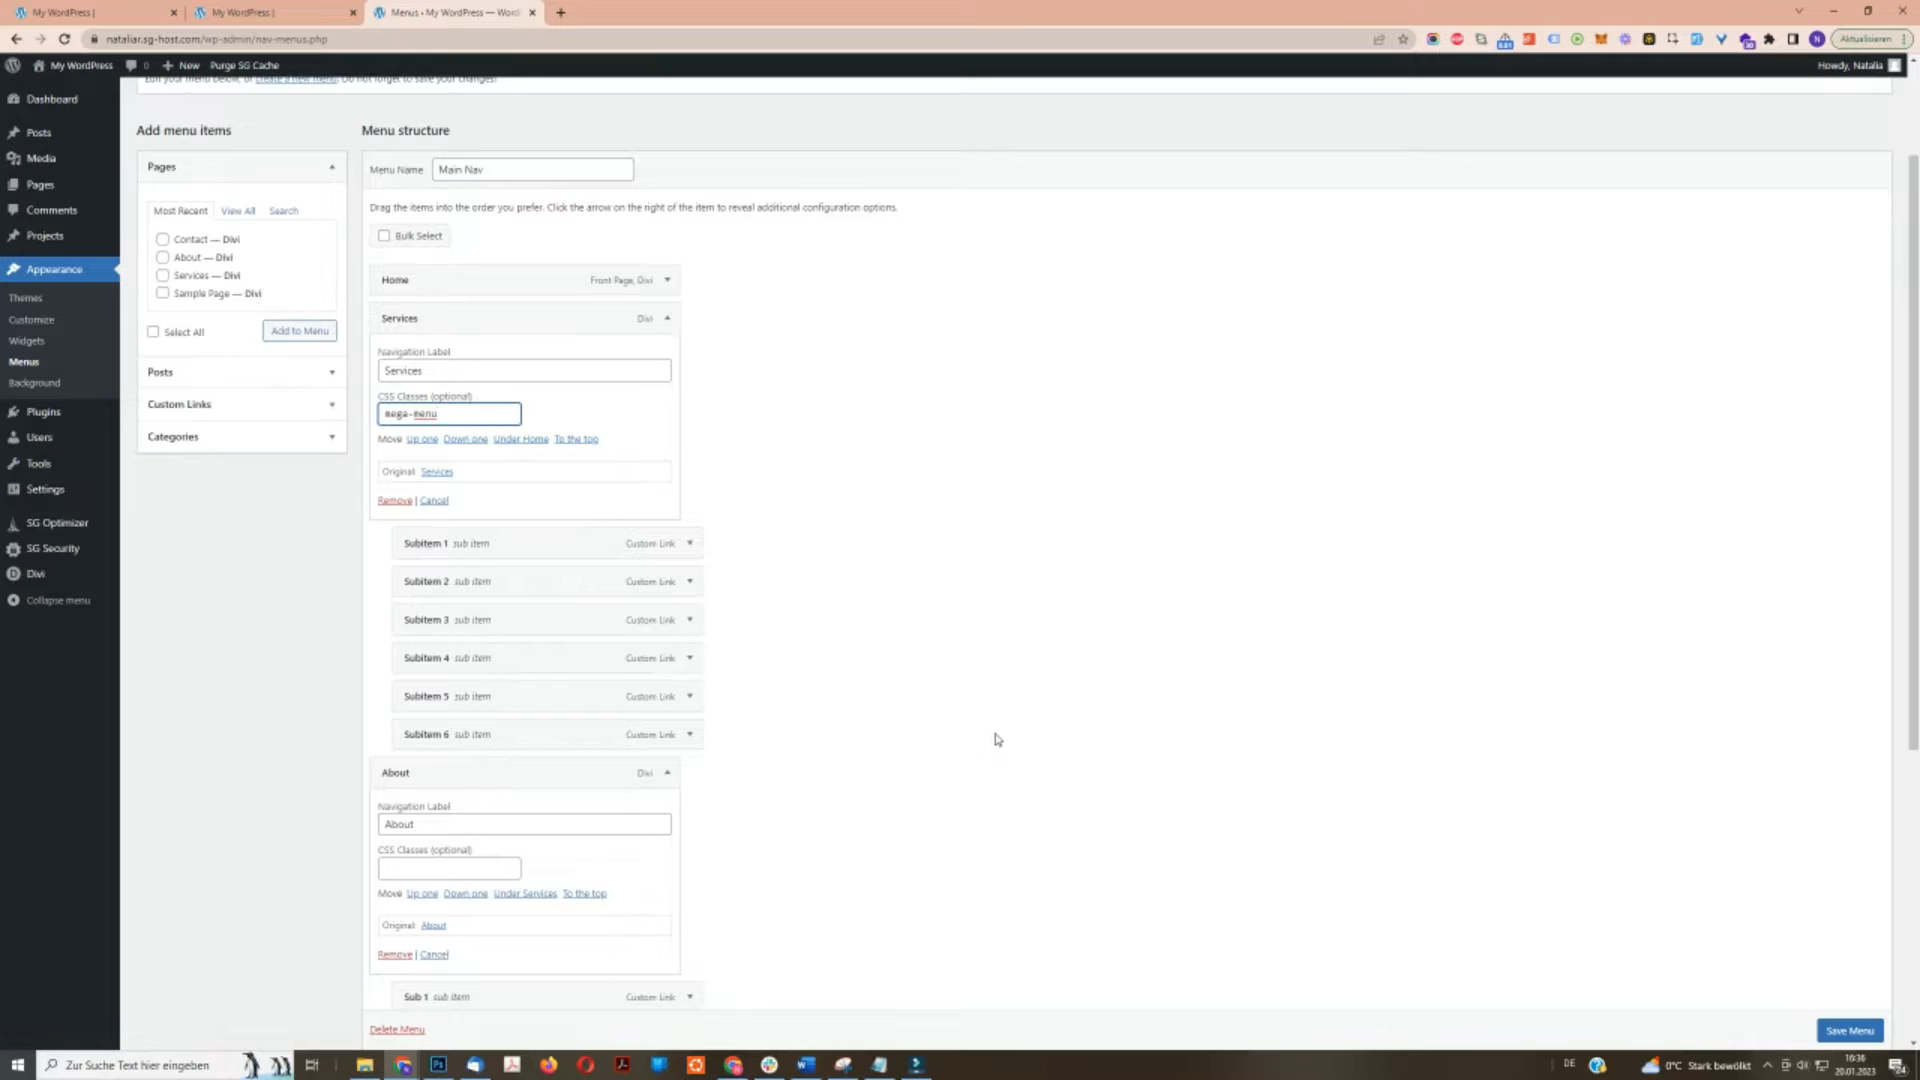 My WordPress |
My WordPress |
Menus ‹ My WordPress — Word
nataliar.sg-host.com/wp-admin/nav-menus.php
Aktualisieren
My WordPress 0 New Purge SG Cache
Howdy, Natalia
Edit your menu below, or create a new menu. Do not forget to save your changes!
Dashboard
Posts
Media
Pages
Comments
Projects
Appearance
Themes
Customize
Widgets
Menus
Background
Plugins
Users
Tools
Settings
SG Optimizer
SG Security
Divi
Collapse menu
Add menu items
Pages
Most Recent View All Search
Contact — Divi
About — Divi
Services — Divi
Sample Page — Divi
Select All Add to Menu
Posts
Custom Links
Categories
Menu structure
Menu Name Main Nav
Drag the items into the order you prefer. Click the arrow on the right of the item to reveal additional configuration options.
Bulk Select
Home Front Page, Divi
Services Divi
Navigation Label
Services
CSS Classes (optional)
mega-menu
Move Up one Down one Under Home To the top
Original: Services
Remove | Cancel
Subitem 1 sub item Custom Link
Subitem 2 sub item Custom Link
Subitem 3 sub item Custom Link
Subitem 4 sub item Custom Link
Subitem 5 sub item Custom Link
Subitem 6 sub item Custom Link
About Divi
Navigation Label
About
CSS Classes (optional)
Move Up one Down one Under Services To the top
Original: About
Remove | Cancel
Sub 1 sub item Custom Link
Delete Menu
Save Menu
Zur Suche Text hier eingeben
DE
0°C Stark bewölkt
16:36
20.01.2023